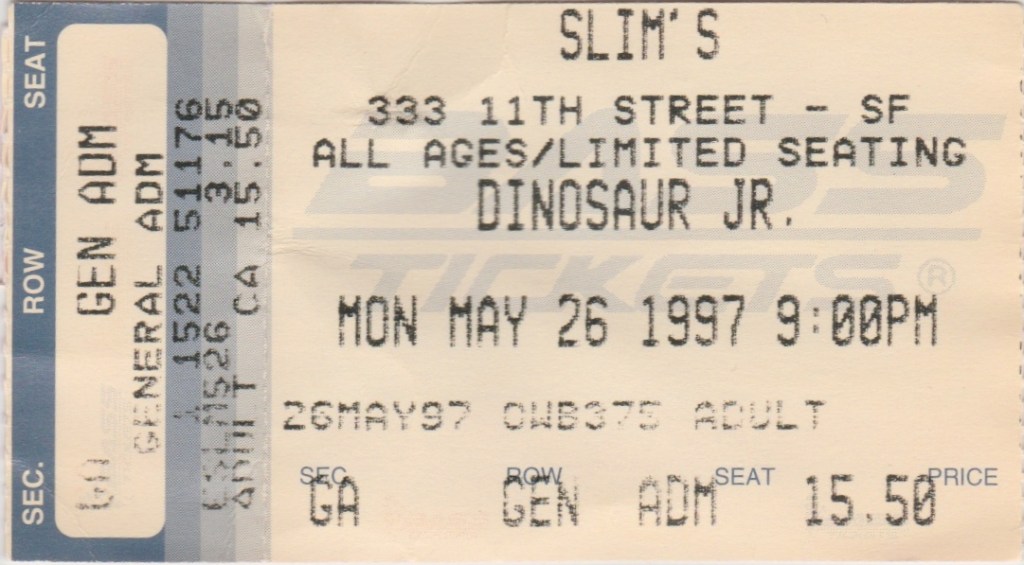 SEC. ROW SEAT
GEN ADM
GENERAL ADM
1522 51176
3.15
CA 15.50
SLIM'S
333 11TH STREET - SF
ALL AGES/LIMITED SEATING
BASS
DINOSAUR JR.
TICKETS®
MON MAY 26 1997 9:00PM
26MAY97 OWB375 ADULT
SEC ROW SEAT PRICE
GA GEN ADM 15.50